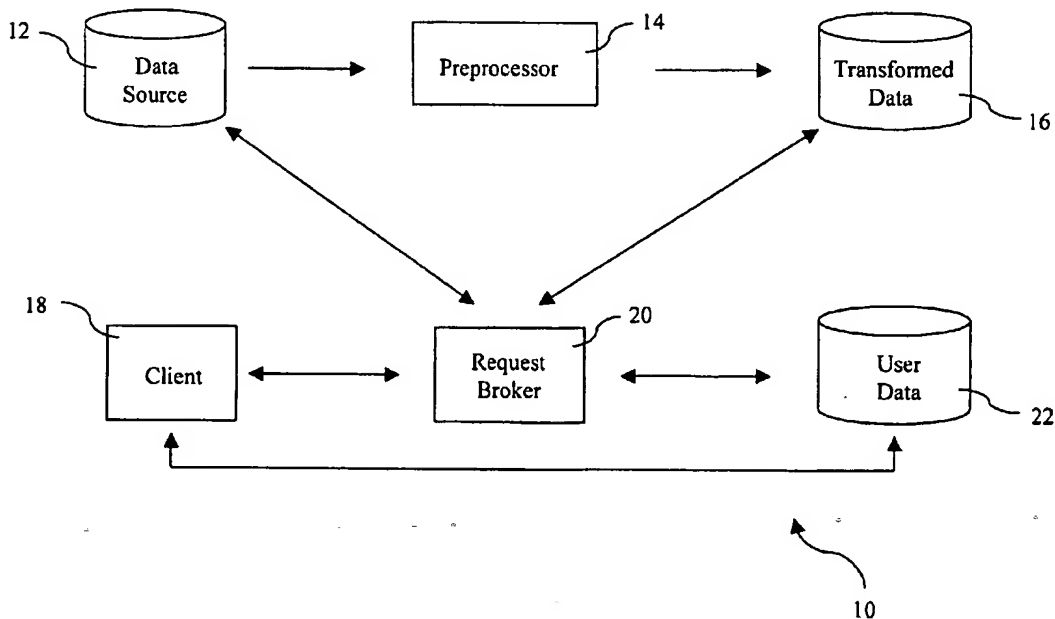 12
Data
Source
14
Preprocessor
Transformed
Data
16
18
Client
20
Request
Broker
User
Data
22
10